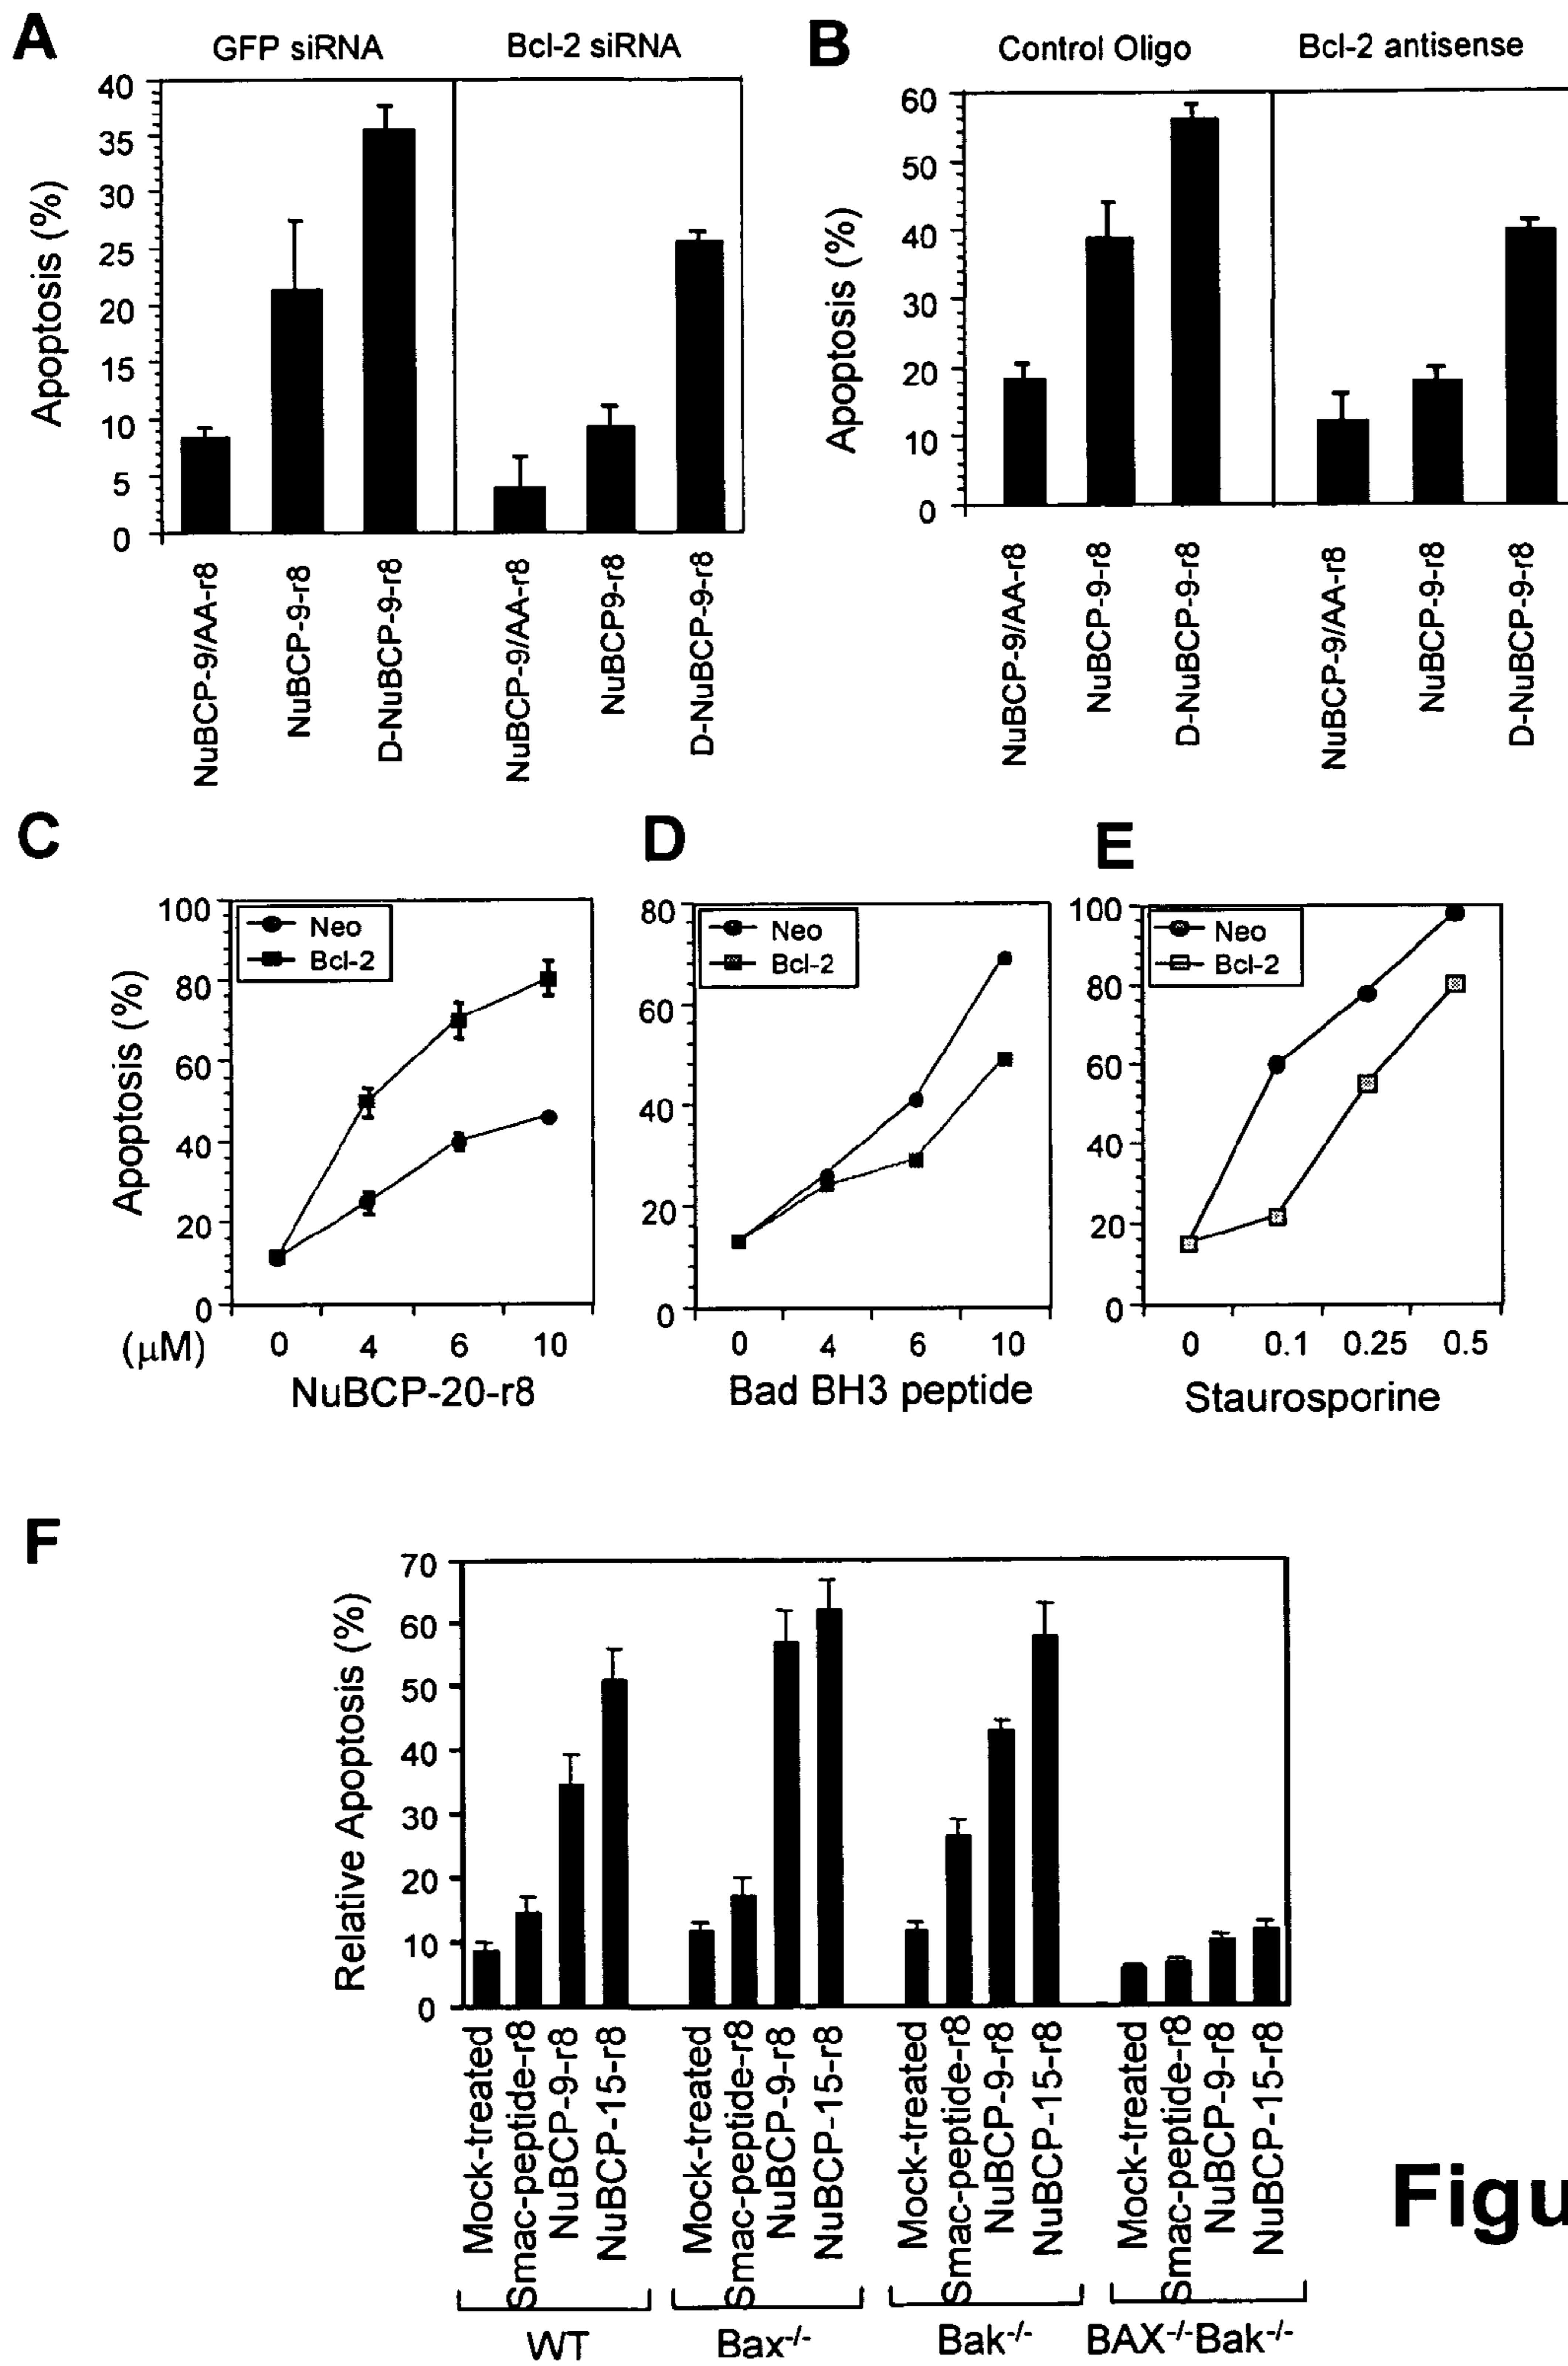 A
GFP siRNA
Bcl-2 siRNA
Apoptosis (%)
40
35
30
25
20
15
10
5
0
NuBCP-9/AA-r8
NuBCP-9-r8
D-NuBCP-9-r8
NuBCP-9/AA-r8
NuBCP9-r8
D-NuBCP-9-r8
B
Control Oligo
Bcl-2 antisense
Apoptosis (%)
60
50
40
30
20
10
0
NuBCP-9/AA-r8
NuBCP-9-r8
D-NuBCP-9-r8
NuBCP-9/AA-r8
NuBCP-9-r8
D-NuBCP-9-r8
C
Apoptosis (%)
100
80
60
40
20
0
Neo
Bcl-2
(μM)
0 4 6 10
NuBCP-20-r8
D
80
60
40
20
0
Neo
Bcl-2
0 4 6 10
Bad BH3 peptide
E
100
80
60
40
20
0
Neo
Bcl-2
0 0.1 0.25 0.5
Staurosporine
F
Relative Apoptosis (%)
70
60
50
40
30
20
10
0
Mock-treated
Smac-peptide-r8
NuBCP-9-r8
NuBCP-15-r8
Mock-treated
Smac-peptide-r8
NuBCP-9-r8
NuBCP-15-r8
Mock-treated
Smac-peptide-r8
NuBCP-9-r8
NuBCP-15-r8
Mock-treated
Smac-peptide-r8
NuBCP-9-r8
NuBCP-15-r8
WT
Bax-/-
Bak-/-
BAX-/-Bak-/-
Figu